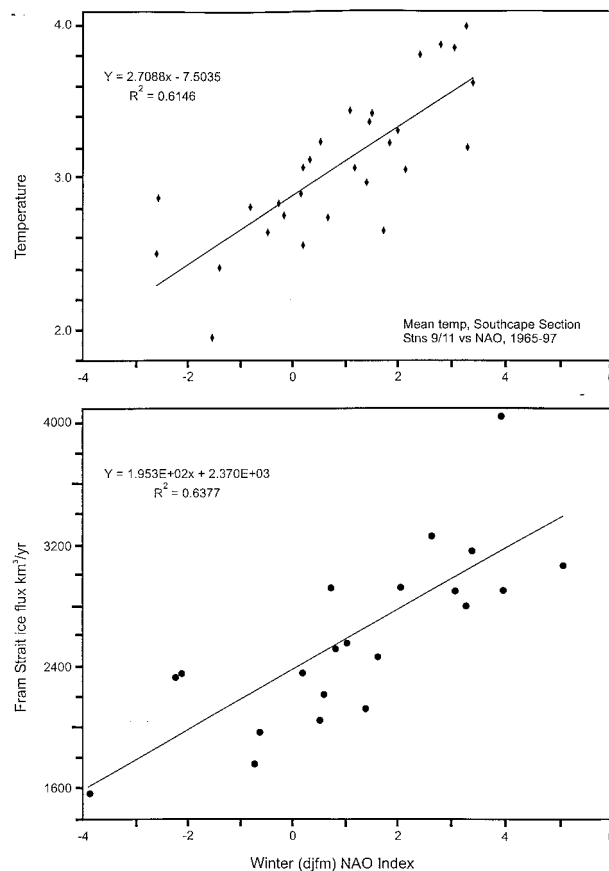 4.0
Y = 2.7088x - 7.5035
R² = 0.6146
3.0
Temperature
2.0
Mean temp, Southcape Section
Stns 9/11 vs NAO, 1965-97
-4
-2
0
2
4
6
4000
Y = 1.953E+02x + 2.370E+03
R² = 0.6377
3200
Fram Strait ice flux km³/yr
2400
1600
-4
-2
0
2
4
6
Winter (djfm) NAO Index